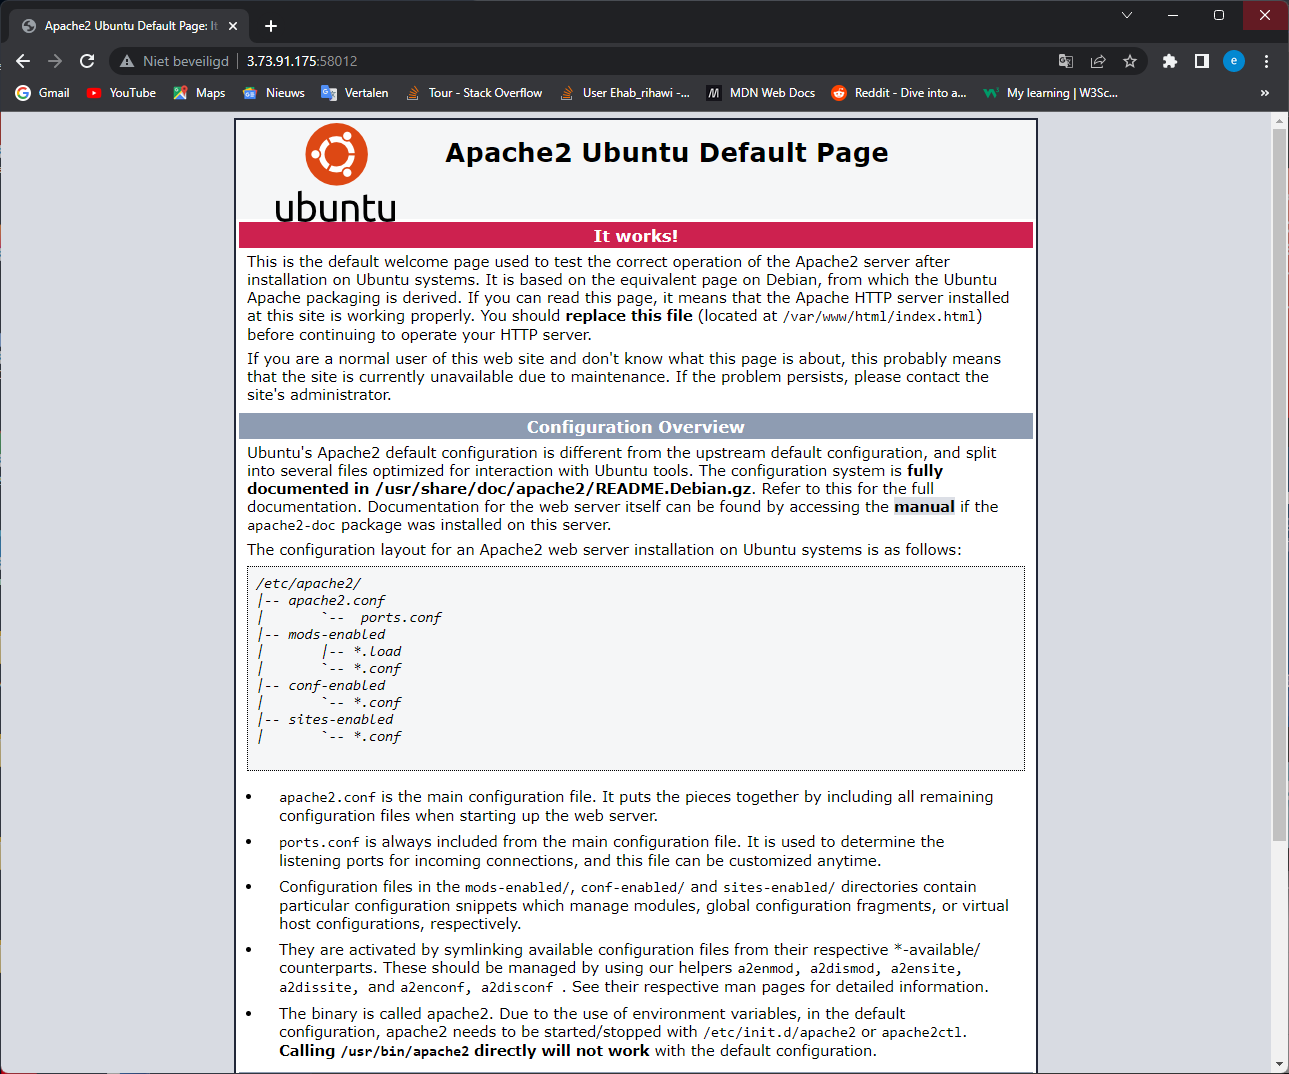 Apache2 Ubuntu Default Page: It
Niet beveiligd 3.73.91.175:58012
e
Gmail YouTube Maps Nieuws Vertalen Tour - Stack Overflow User Ehab_rihawi -... MDN Web Docs Reddit - Dive into a... My learning | W3Sc... »
Apache2 Ubuntu Default Page
ubuntu
It works!
This is the default welcome page used to test the correct operation of the Apache2 server after
installation on Ubuntu systems. It is based on the equivalent page on Debian, from which the Ubuntu
Apache packaging is derived. If you can read this page, it means that the Apache HTTP server installed
at this site is working properly. You should replace this file (located at /var/www/html/index.html)
before continuing to operate your HTTP server.
If you are a normal user of this web site and don't know what this page is about, this probably means
that the site is currently unavailable due to maintenance. If the problem persists, please contact the
site's administrator.
Configuration Overview
Ubuntu's Apache2 default configuration is different from the upstream default configuration, and split
into several files optimized for interaction with Ubuntu tools. The configuration system is fully
documented in /usr/share/doc/apache2/README.Debian.gz. Refer to this for the full
documentation. Documentation for the web server itself can be found by accessing the manual if the
apache2-doc package was installed on this server.
The configuration layout for an Apache2 web server installation on Ubuntu systems is as follows:
/etc/apache2/
|-- apache2.conf
|       `--  ports.conf
|-- mods-enabled
|       |-- *.load
|       `-- *.conf
|-- conf-enabled
|       `-- *.conf
|-- sites-enabled
|       `-- *.conf
• apache2.conf is the main configuration file. It puts the pieces together by including all remaining
configuration files when starting up the web server.
• ports.conf is always included from the main configuration file. It is used to determine the
listening ports for incoming connections, and this file can be customized anytime.
• Configuration files in the mods-enabled/, conf-enabled/ and sites-enabled/ directories contain
particular configuration snippets which manage modules, global configuration fragments, or virtual
host configurations, respectively.
• They are activated by symlinking available configuration files from their respective *-available/
counterparts. These should be managed by using our helpers a2enmod, a2dismod, a2ensite,
a2dissite, and a2enconf, a2disconf . See their respective man pages for detailed information.
• The binary is called apache2. Due to the use of environment variables, in the default
configuration, apache2 needs to be started/stopped with /etc/init.d/apache2 or apache2ctl.
Calling /usr/bin/apache2 directly will not work with the default configuration.